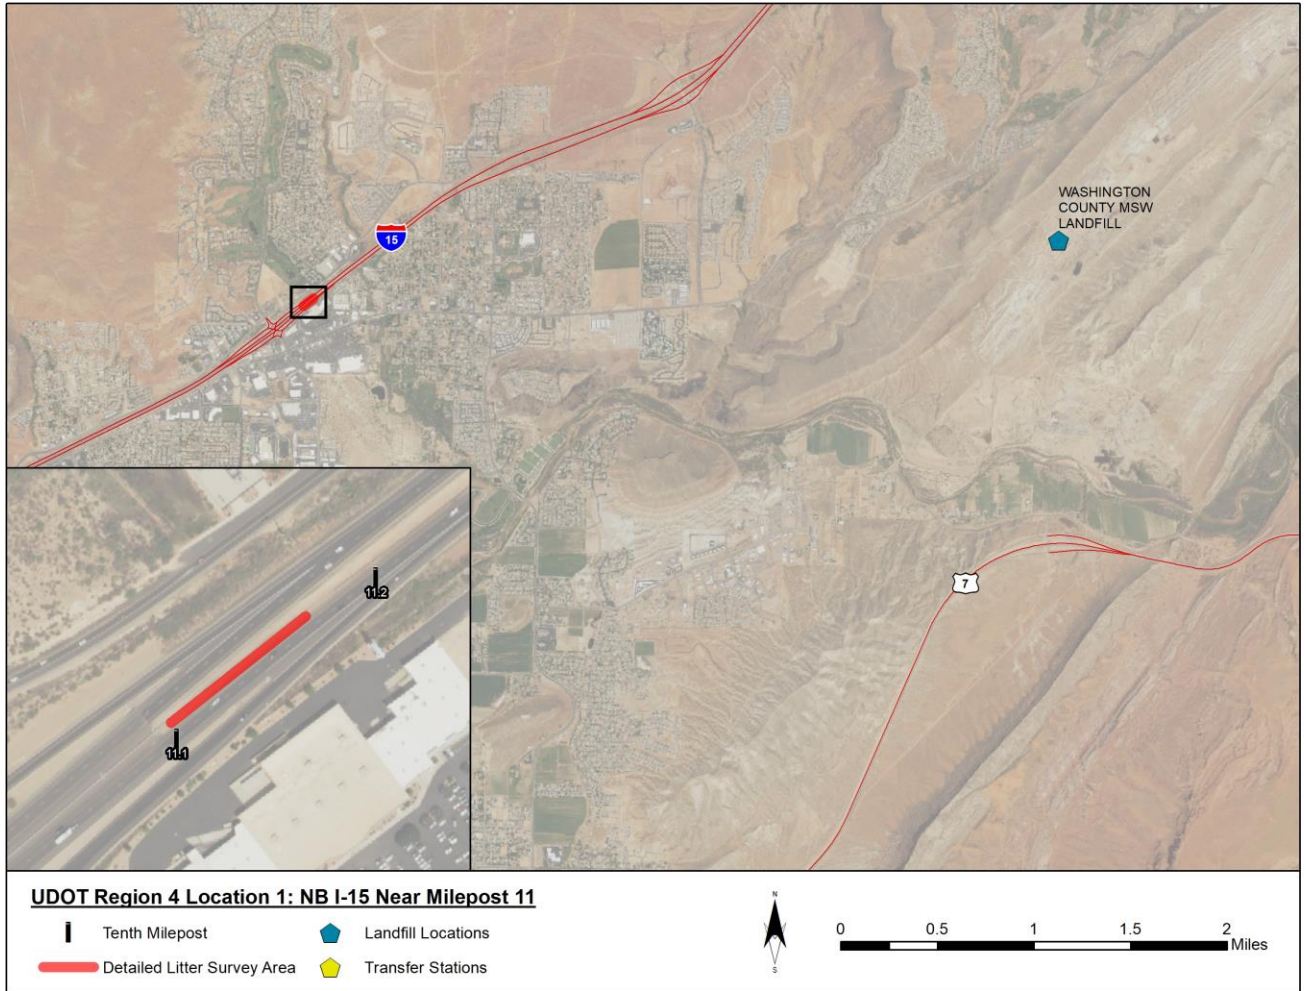 WASHINGTON
COUNTY MSW
LANDFILL
15
7
11.2
11.1
UDOT Region 4 Location 1: NB I-15 Near Milepost 11
Tenth Milepost
Landfill Locations
Detailed Litter Survey Area
Transfer Stations
N
S
0 0.5 1 1.5 2
Miles